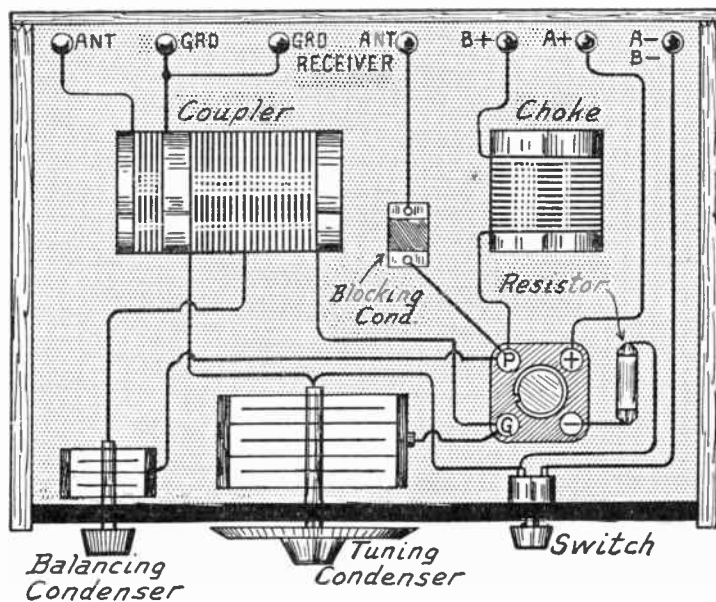 ANT GRD GRD ANT B+ A+ A-
B-
RECEIVER
Coupler
Choke
Blocking
Cond.
Resistor
P +
G -
Balancing
Condenser
Tuning
Condenser
Switch